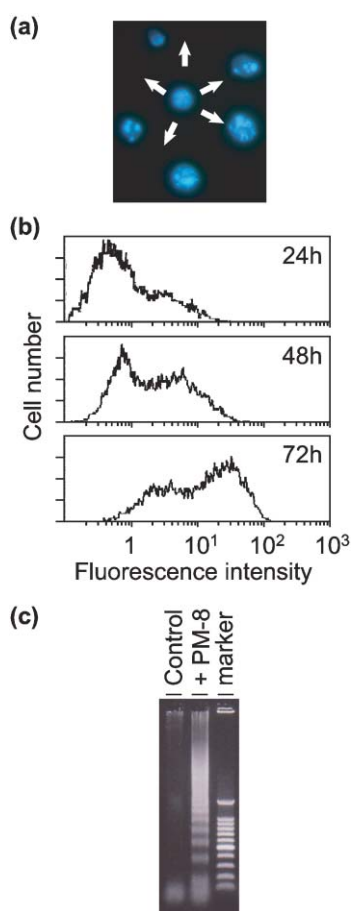 (a)
(b)
24h
48h
72h
Cell number
1 10¹ 10² 10³
Fluorescence intensity
(c)
| Control
| + PM-8
| marker